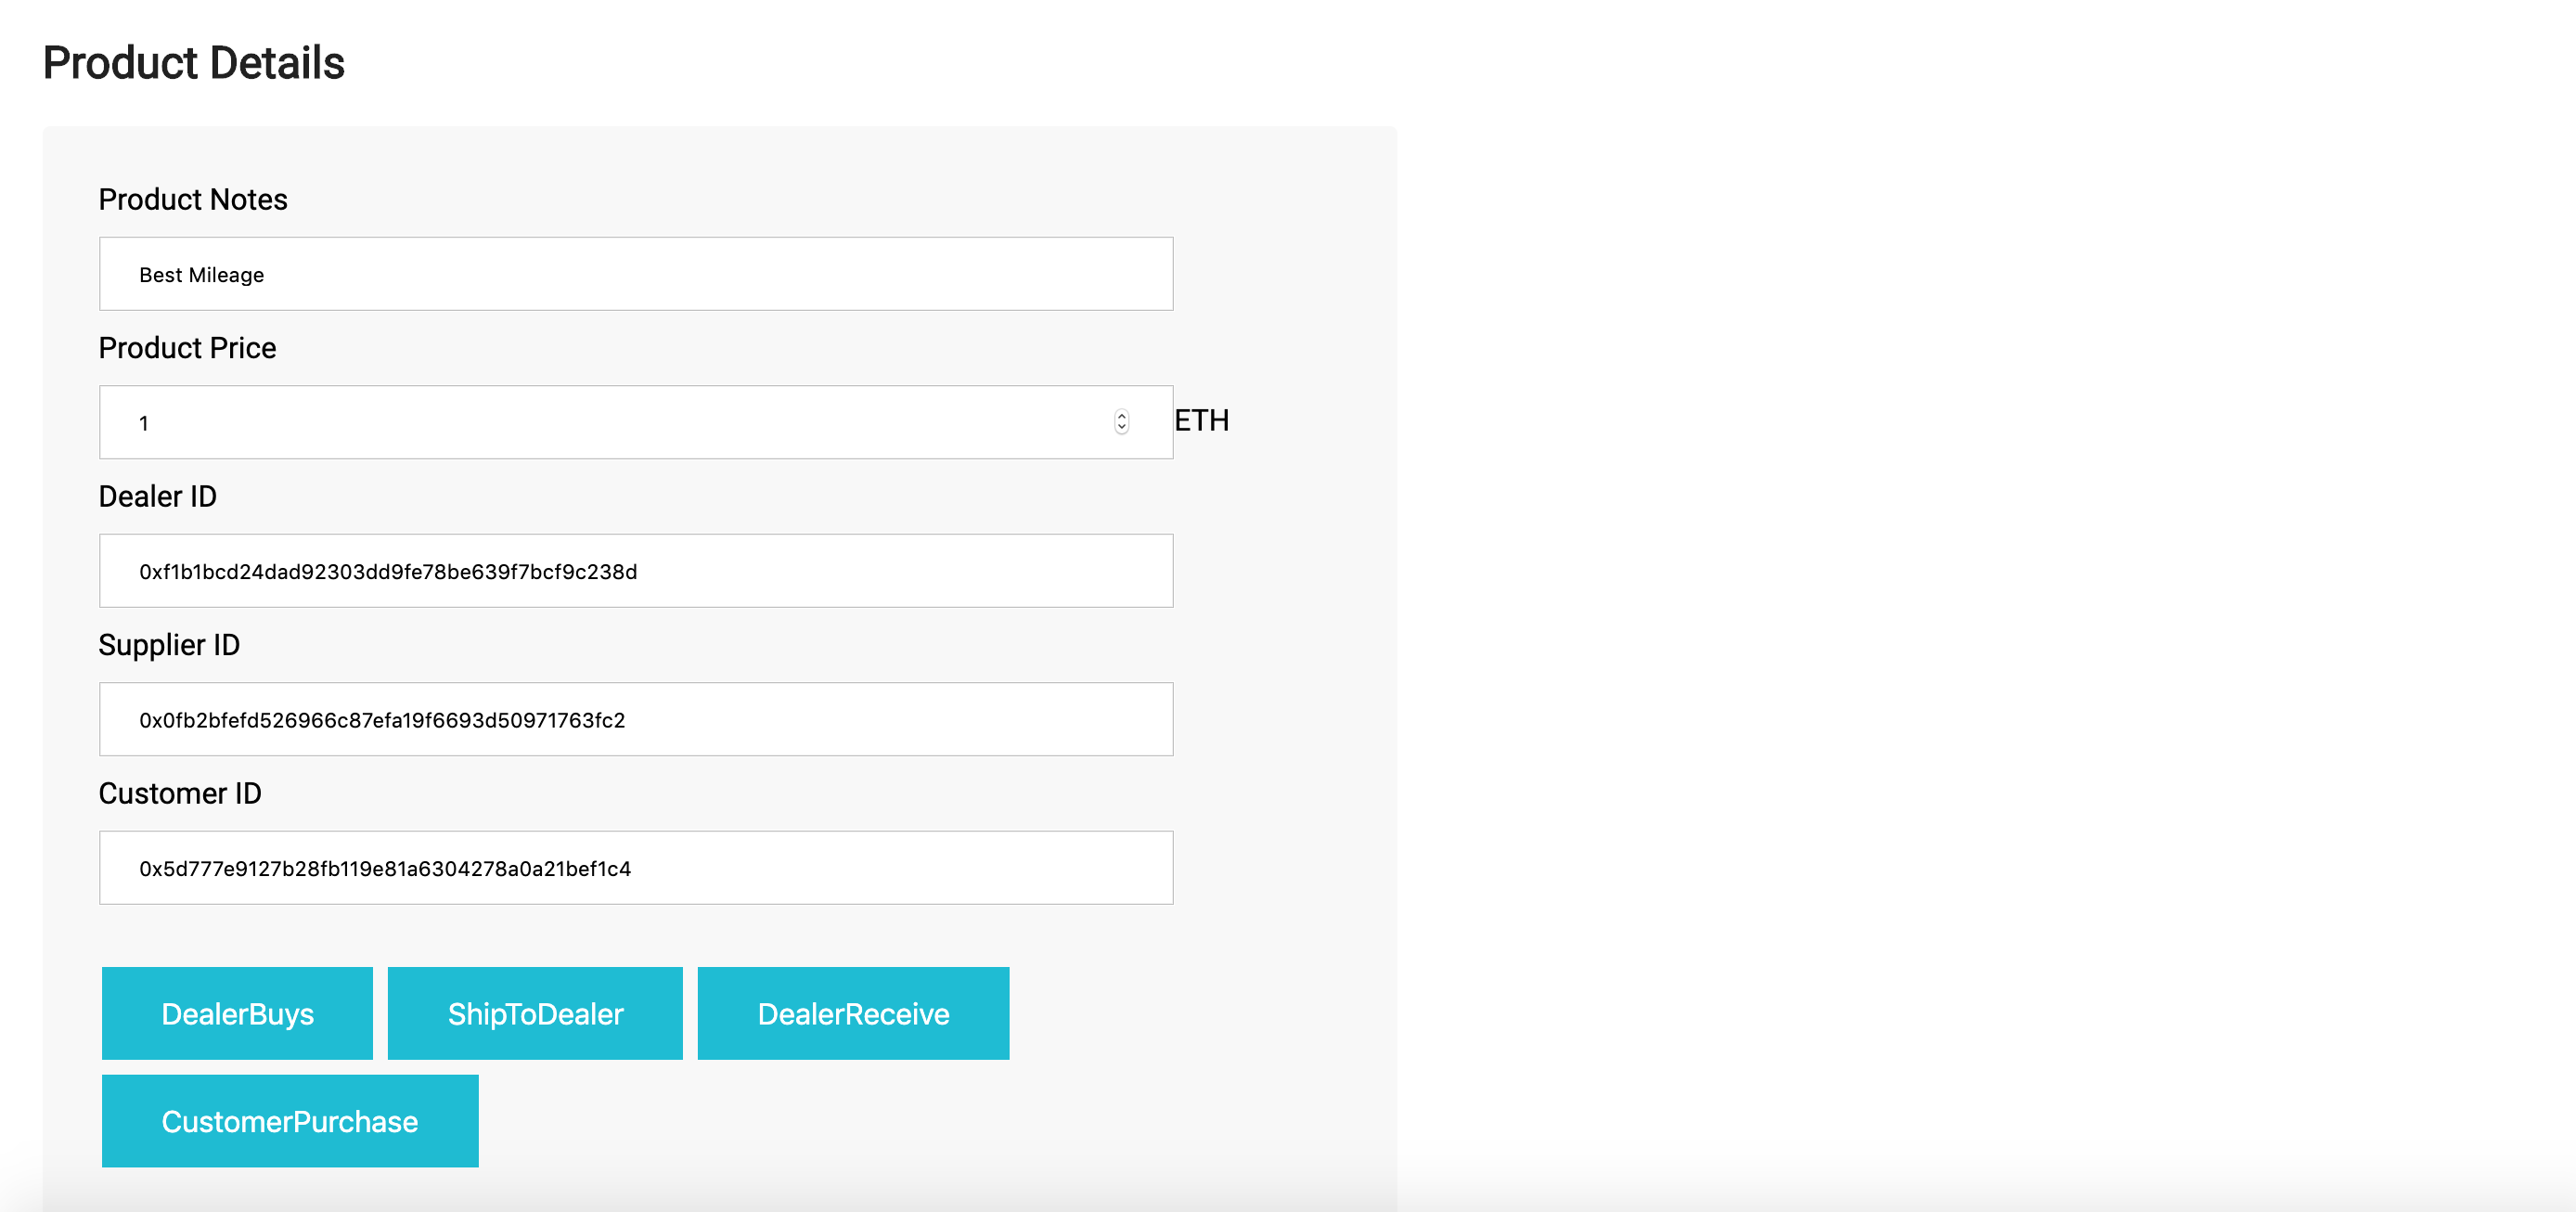 Product Details
Product Notes
Best Mileage
Product Price
1 ETH
Dealer ID
0xf1b1bcd24dad92303dd9fe78be639f7bcf9c238d
Supplier ID
0x0fb2bfefd526966c87efa19f6693d50971763fc2
Customer ID
0x5d777e9127b28fb119e81a6304278a0a21bef1c4
DealerBuys ShipToDealer DealerReceive
CustomerPurchase